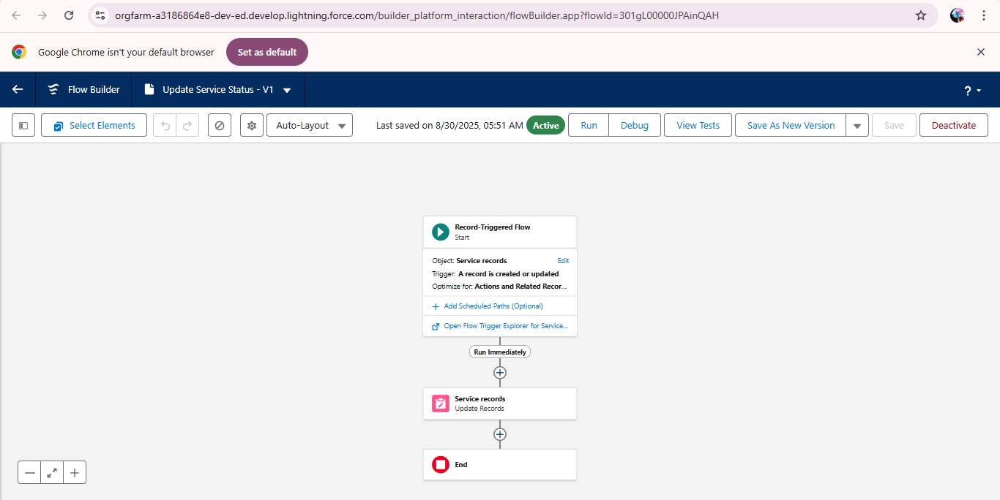 orgfarm-a3186864e8-dev-ed.develop.lightning.force.com/builder_platform_interaction/flowBuilder.app?flowId=301gL00000JPAinQAH
Google Chrome isn't your default browser
Set as default
Flow Builder
Update Service Status - V1
?
Select Elements
Auto-Layout
Last saved on 8/30/2025, 05:51 AM
Active
Run
Debug
View Tests
Save As New Version
Save
Deactivate
Record-Triggered Flow
Start
Object: Service records
Edit
Trigger: A record is created or updated
Optimize for: Actions and Related Recor...
Add Scheduled Paths (Optional)
Open Flow Trigger Explorer for Service...
Run Immediately
Service records
Update Records
End